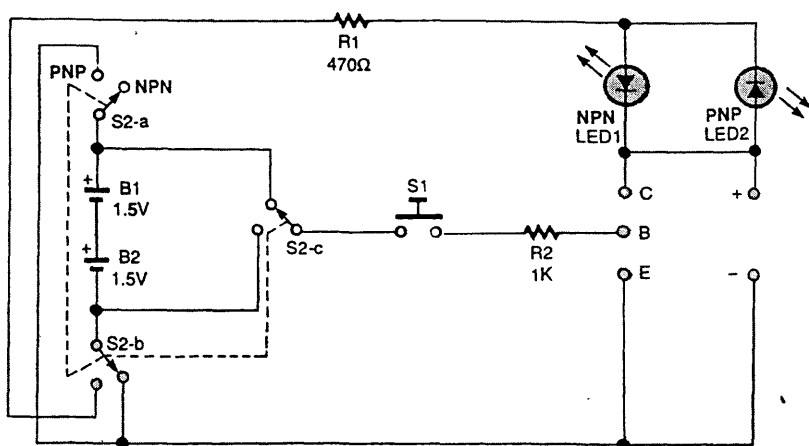 R1
470Ω
PNP
NPN
S2-a
+
B1
1.5V
+
B2
1.5V
S2-b
S2-c
S1
R2
1K
NPN
LED1
PNP
LED2
C
B
E
+
-